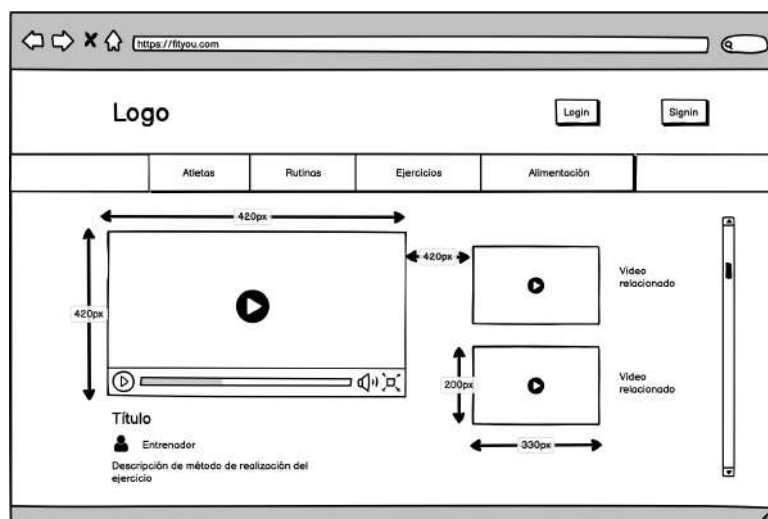 https://fityou.com
Logo
Login
Signin
Atletas
Rutinas
Ejercicios
Alimentación
420px
420px
420px
Video
relacionado
200px
Video
relacionado
330px
Título
Entrenador
Descripción de método de realización del
ejercicio